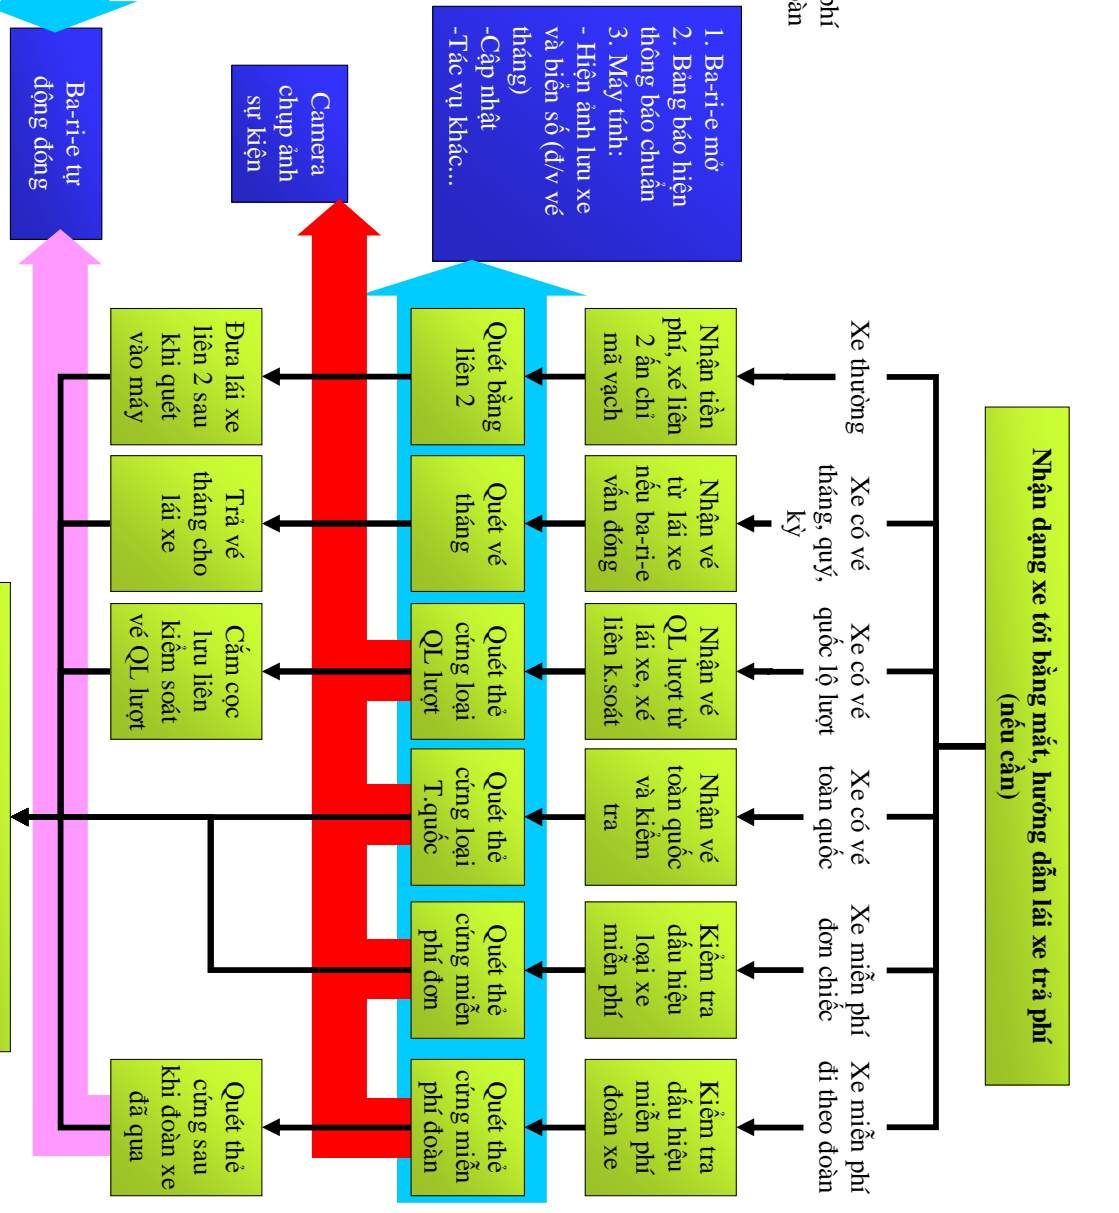 phí
oàn
Nhận dạng xe tới bằng mắt, hướng dẫn lái xe trả phí
(nếu cần)
Xe thường
Xe có vé
tháng, quý,
kỳ
Xe có vé
quốc lộ lượt
Xe có vé
toàn quốc
Xe miễn phí
đơn chiếc
Xe miễn phí
đi theo đoàn
Nhận tiền
phí, xé liên
2 ấn chỉ
mã vạch
Nhận vé
từ lái xe
nếu ba-ri-e
vấn đóng
Nhận vé
QL lượt từ
lái xe, xé
liên k.soát
Nhận vé
toàn quốc
và kiểm
tra
Kiểm tra
dấu hiệu
loại xe
miễn phí
Kiểm tra
dấu hiệu
miễn phí
đoàn xe
1. Ba-ri-e mở
2. Bảng báo hiện
thông báo chuẩn
3. Máy tính:
- Hiện ảnh lưu xe
và biển số (đ/v vé
tháng)
-Cập nhật
-Tác vụ khác...
Quét bằng
liên 2
Quét vé
tháng
Quét thẻ
cứng loại
QL lượt
Quét thẻ
cứng loại
T.quốc
Quét thẻ
cứng miễn
phí đơn
Quét thẻ
cứng miễn
phí đoàn
Camera
chụp ảnh
sự kiện
Đưa lái xe
liên 2 sau
khi quét
vào máy
Trả vé
tháng cho
lái xe
Cắm cọc
lưu liên
kiểm soát
vé QL lượt
Quét thẻ
cứng sau
khi đoàn xe
đã qua
Ba-ri-e tự
động đóng